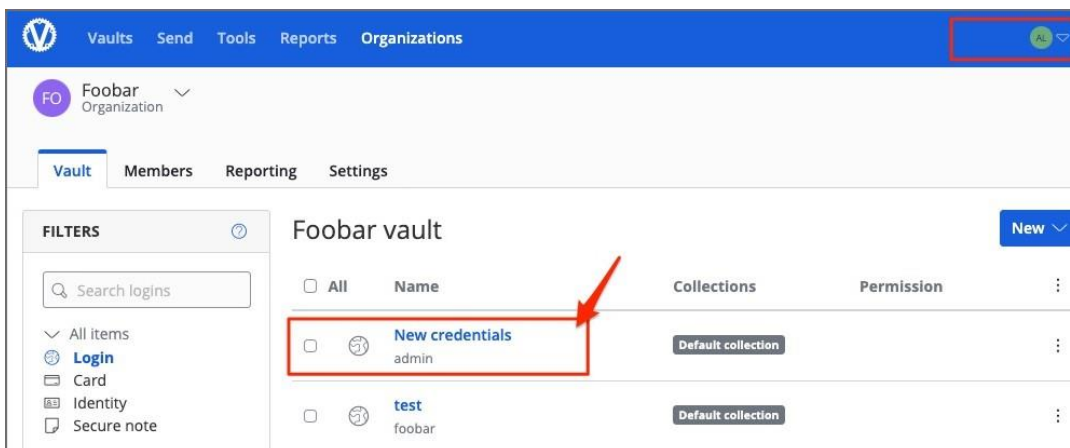 Vaults Send Tools Reports Organizations AL
FO Foobar
Organization
Vault Members Reporting Settings
FILTERS
Search logins
All items
Login
Card
Identity
Secure note
Foobar vault New
All Name Collections Permission
New credentials Default collection
admin
test Default collection
foobar